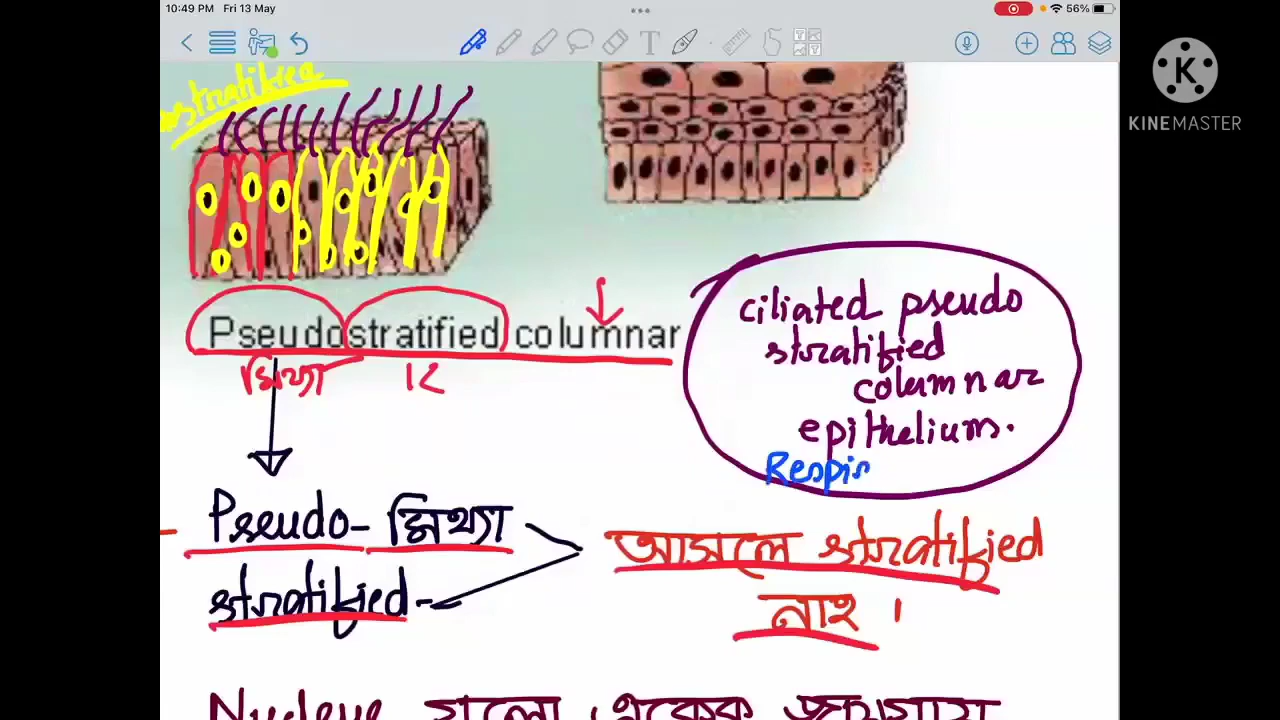 10:49 PM Fri 13 May
56%
KINEMASTER
Pseudostratified columnar
মিথ্যা
ciliated pseudo
stratified
columnar
epithelium.
Respir
Pseudo- মিথ্যা
stratified-
আসলে stratified
নাহ।
গুলো একেক জায়গায়